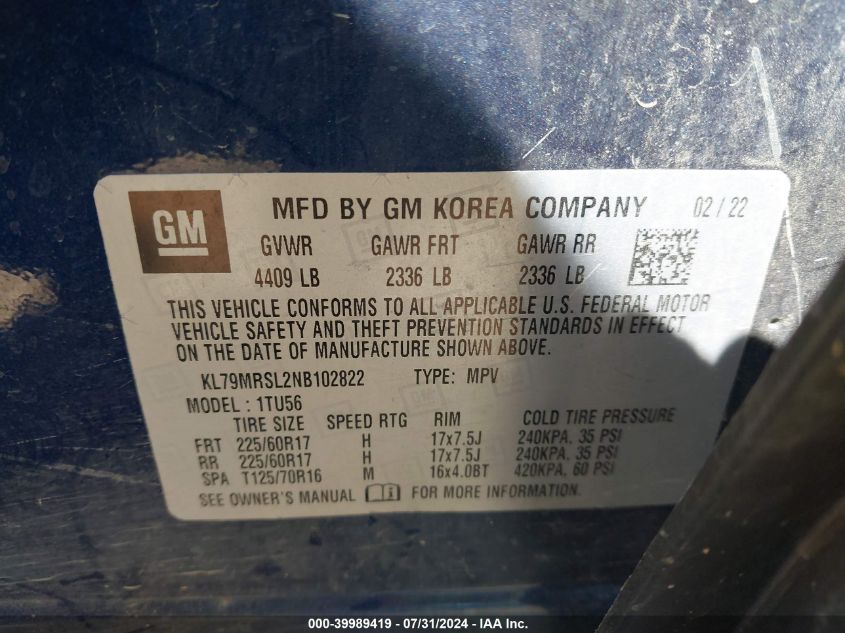 GM
MFD BY GM KOREA COMPANY 02/22
GVWR GAWR FRT GAWR RR
4409 LB 2336 LB 2336 LB
THIS VEHICLE CONFORMS TO ALL APPLICABLE U.S. FEDERAL MOTOR
VEHICLE SAFETY AND THEFT PREVENTION STANDARDS IN EFFECT
ON THE DATE OF MANUFACTURE SHOWN ABOVE.
KL79MRSL2NB102822 TYPE: MPV
MODEL : 1TU56
TIRE SIZE SPEED RTG RIM COLD TIRE PRESSURE
FRT 225/60R17 H 17x7.5J 240KPA, 35 PSI
RR 225/60R17 H 17x7.5J 240KPA, 35 PSI
SPA T125/70R16 M 16x4.0BT 420KPA, 60 PSI
SEE OWNER'S MANUAL FOR MORE INFORMATION.
000-39989419 - 07/31/2024 - IAA Inc.